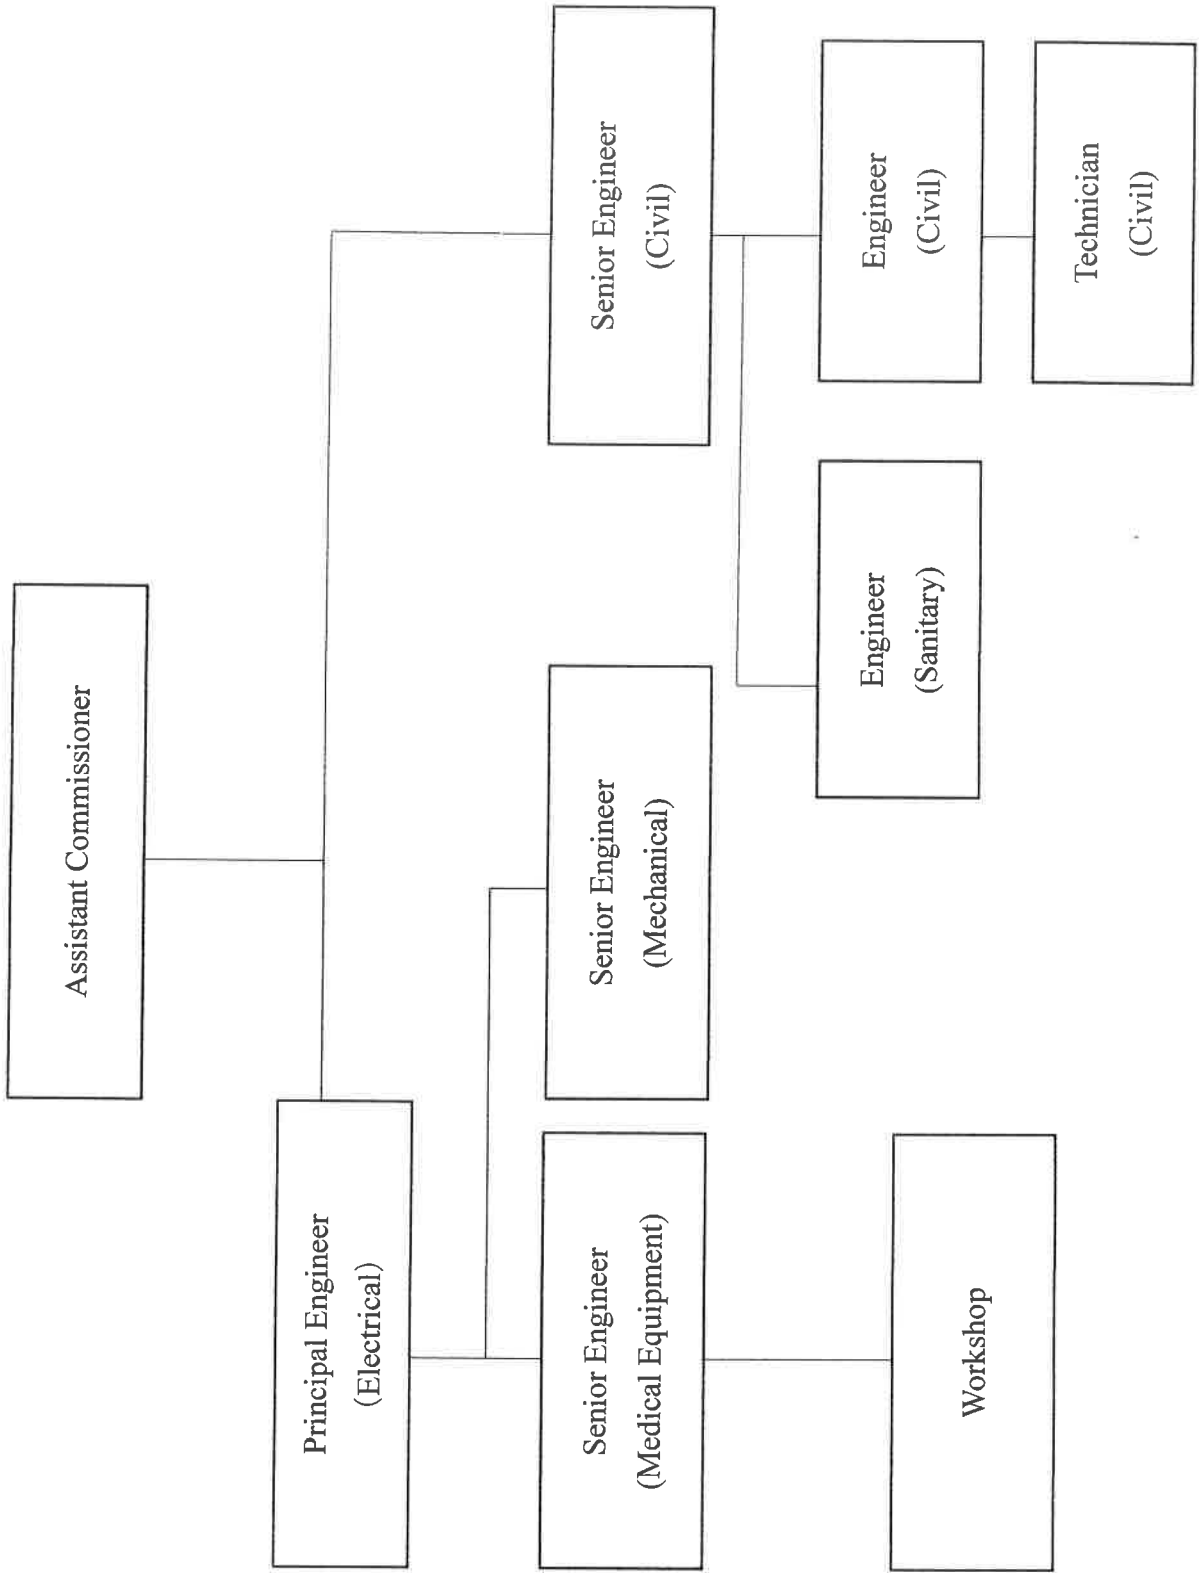 Assistant Commissioner
Principal Engineer
(Electrical)
Senior Engineer
(Medical Equipment)
Senior Engineer
(Mechanical)
Senior Engineer
(Civil)
Workshop
Engineer
(Sanitary)
Engineer
(Civil)
Technician
(Civil)